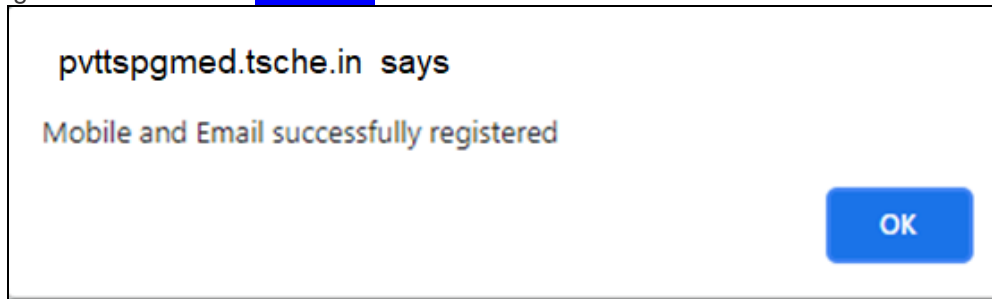 pvttspgmed.tsche.in says
Mobile and Email successfully registered
OK